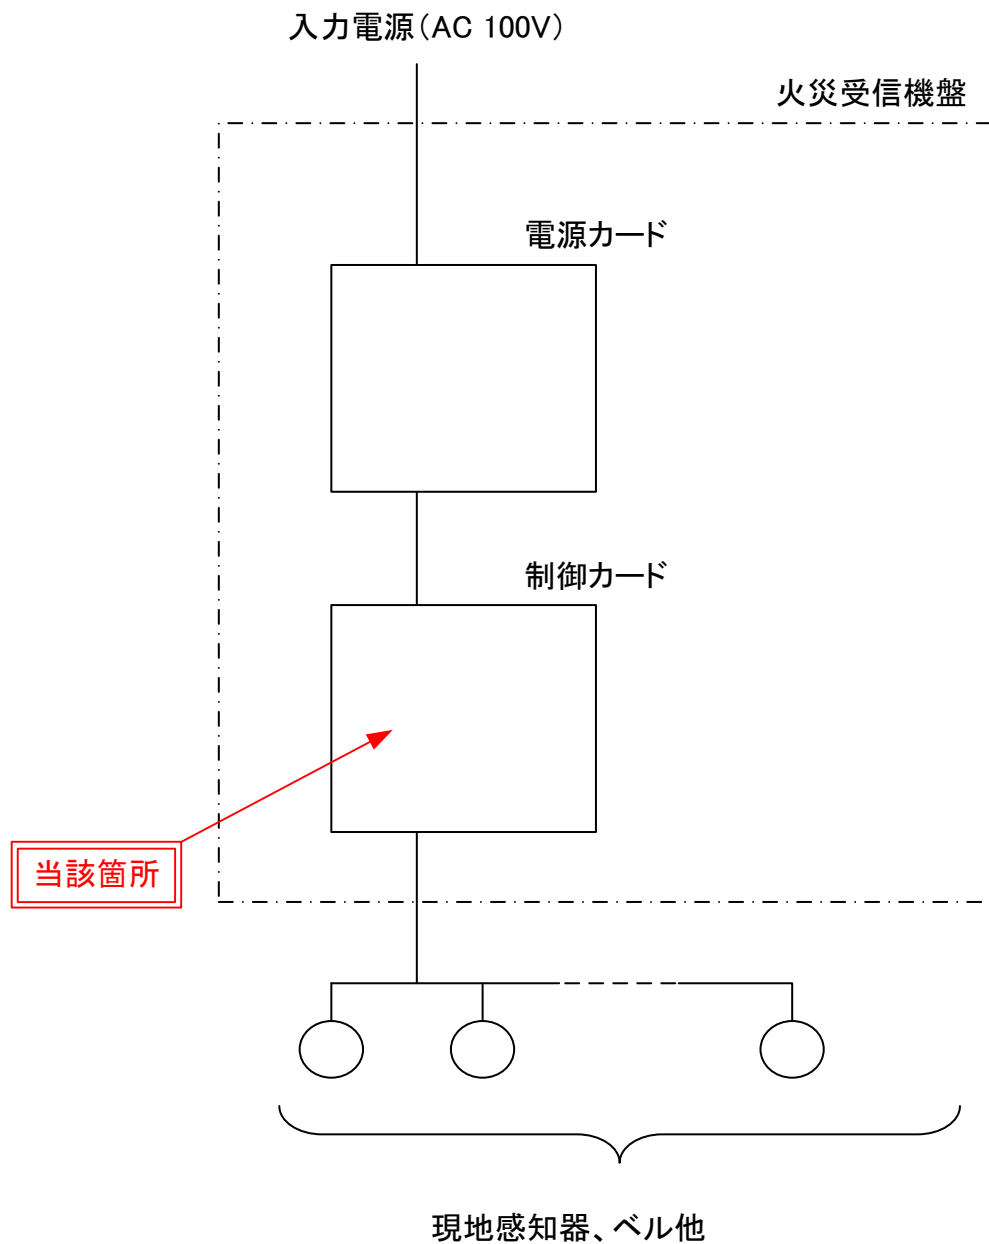 入力電源（AC 100V）
火災受信機盤
電源カード
制御カード
当該箇所
現地感知器、ベル他